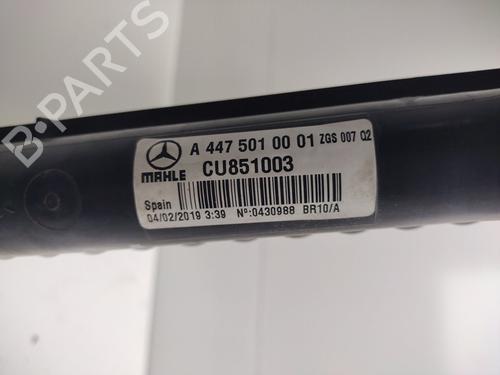 A 447 501 00 01 ZGS 007 Q2
MAHLE CU851003
Spain
04/02/2019 3:39 Nº:0430988 BR10/A
B-PARTS